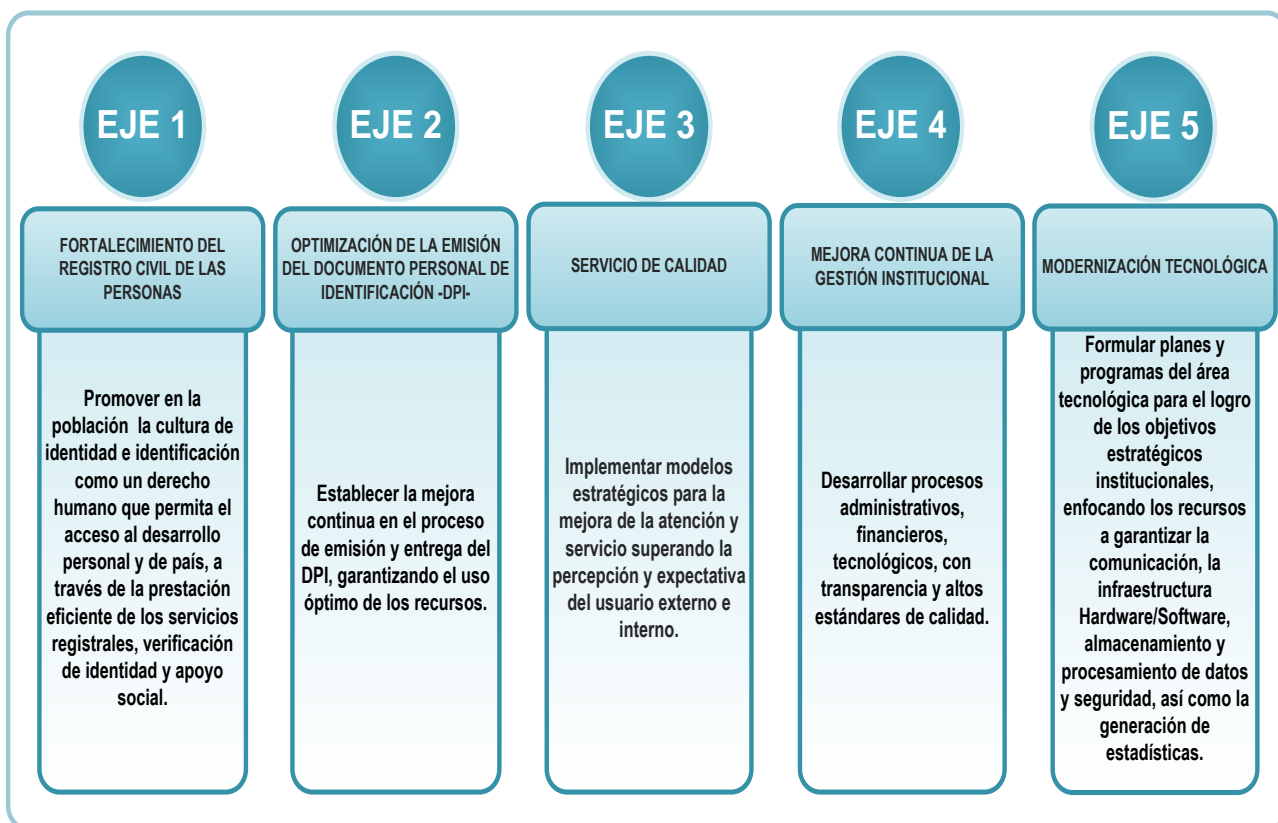 EJE 1
FORTALECIMIENTO DEL
REGISTRO CIVIL DE LAS
PERSONAS
Promover en la
población la cultura de
identidad e identificación
como un derecho
humano que permita el
acceso al desarrollo
personal y de país, a
través de la prestación
eficiente de los servicios
registrales, verificación
de identidad y apoyo
social.
EJE 2
OPTIMIZACIÓN DE LA EMISIÓN
DEL DOCUMENTO PERSONAL DE
IDENTIFICACIÓN -DPI-
Establecer la mejora
continua en el proceso
de emisión y entrega del
DPI, garantizando el uso
óptimo de los recursos.
EJE 3
SERVICIO DE CALIDAD
Implementar modelos
estratégicos para la
mejora de la atención y
servicio superando la
percepción y expectativa
del usuario externo e
interno.
EJE 4
MEJORA CONTINUA DE LA
GESTIÓN INSTITUCIONAL
Desarrollar procesos
administrativos,
financieros,
tecnológicos, con
transparencia y altos
estándares de calidad.
EJE 5
MODERNIZACIÓN TECNOLÓGICA
Formular planes y
programas del área
tecnológica para el logro
de los objetivos
estratégicos
institucionales,
enfocando los recursos
a garantizar la
comunicación, la
infraestructura
Hardware/Software,
almacenamiento y
procesamiento de datos
y seguridad, así como la
generación de
estadísticas.